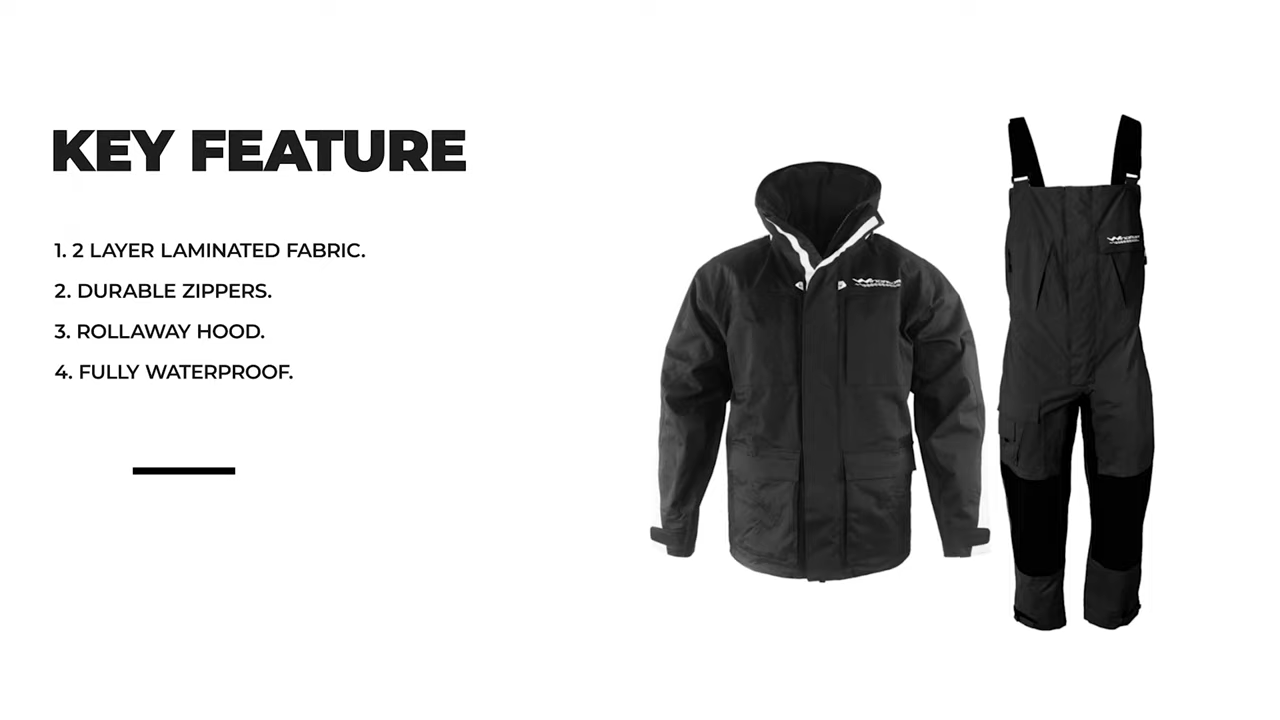 KEY FEATURE
1. 2 LAYER LAMINATED FABRIC.
2. DURABLE ZIPPERS.
3. ROLLAWAY HOOD.
4. FULLY WATERPROOF.